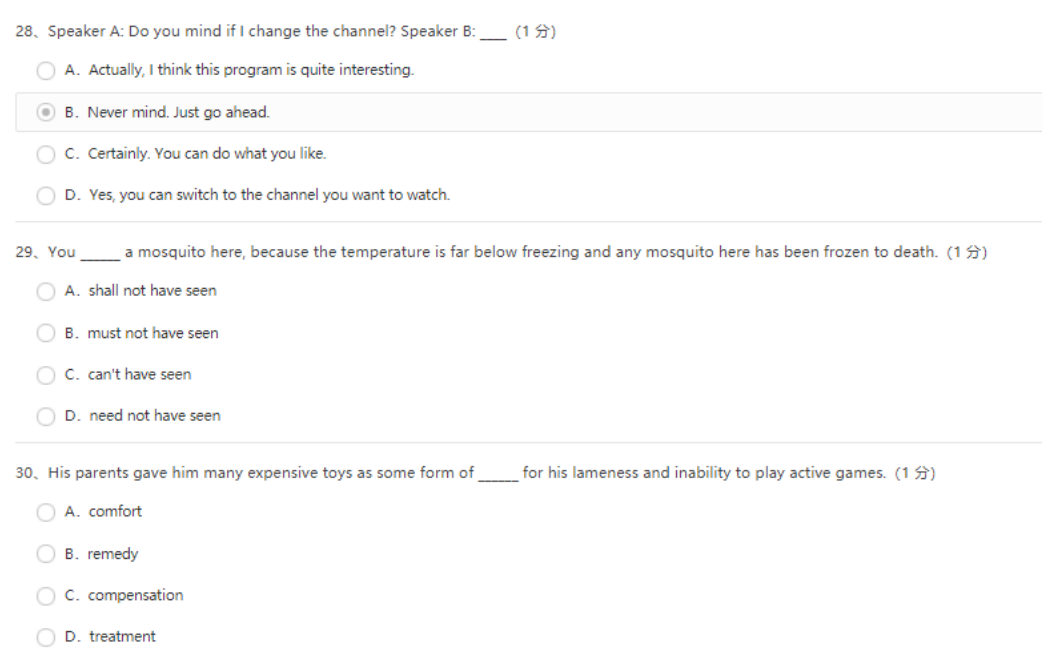 28、Speaker A: Do you mind if I change the channel? Speaker B: ___ (1 分)
A. Actually, I think this program is quite interesting.
B. Never mind. Just go ahead.
C. Certainly. You can do what you like.
D. Yes, you can switch to the channel you want to watch.
29、You _____ a mosquito here, because the temperature is far below freezing and any mosquito here has been frozen to death. (1 分)
A. shall not have seen
B. must not have seen
C. can't have seen
D. need not have seen
30、His parents gave him many expensive toys as some form of _____ for his lameness and inability to play active games. (1 分)
A. comfort
B. remedy
C. compensation
D. treatment